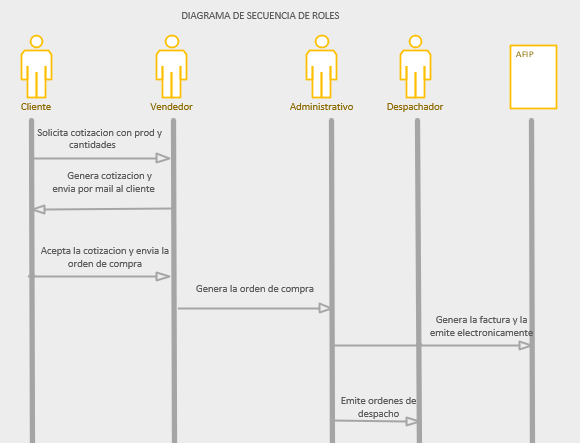 DIAGRAMA DE SECUENCIA DE ROLES
AFIP
Cliente
Vendedor
Administrativo
Despachador
Solicita cotizacion con prod y
cantidades
Genera cotizacion y
envia por mail al cliente
Acepta la cotizacion y envia la
orden de compra
Genera la orden de compra
Genera la factura y la
emite electronicamente
Emite ordenes de
despacho